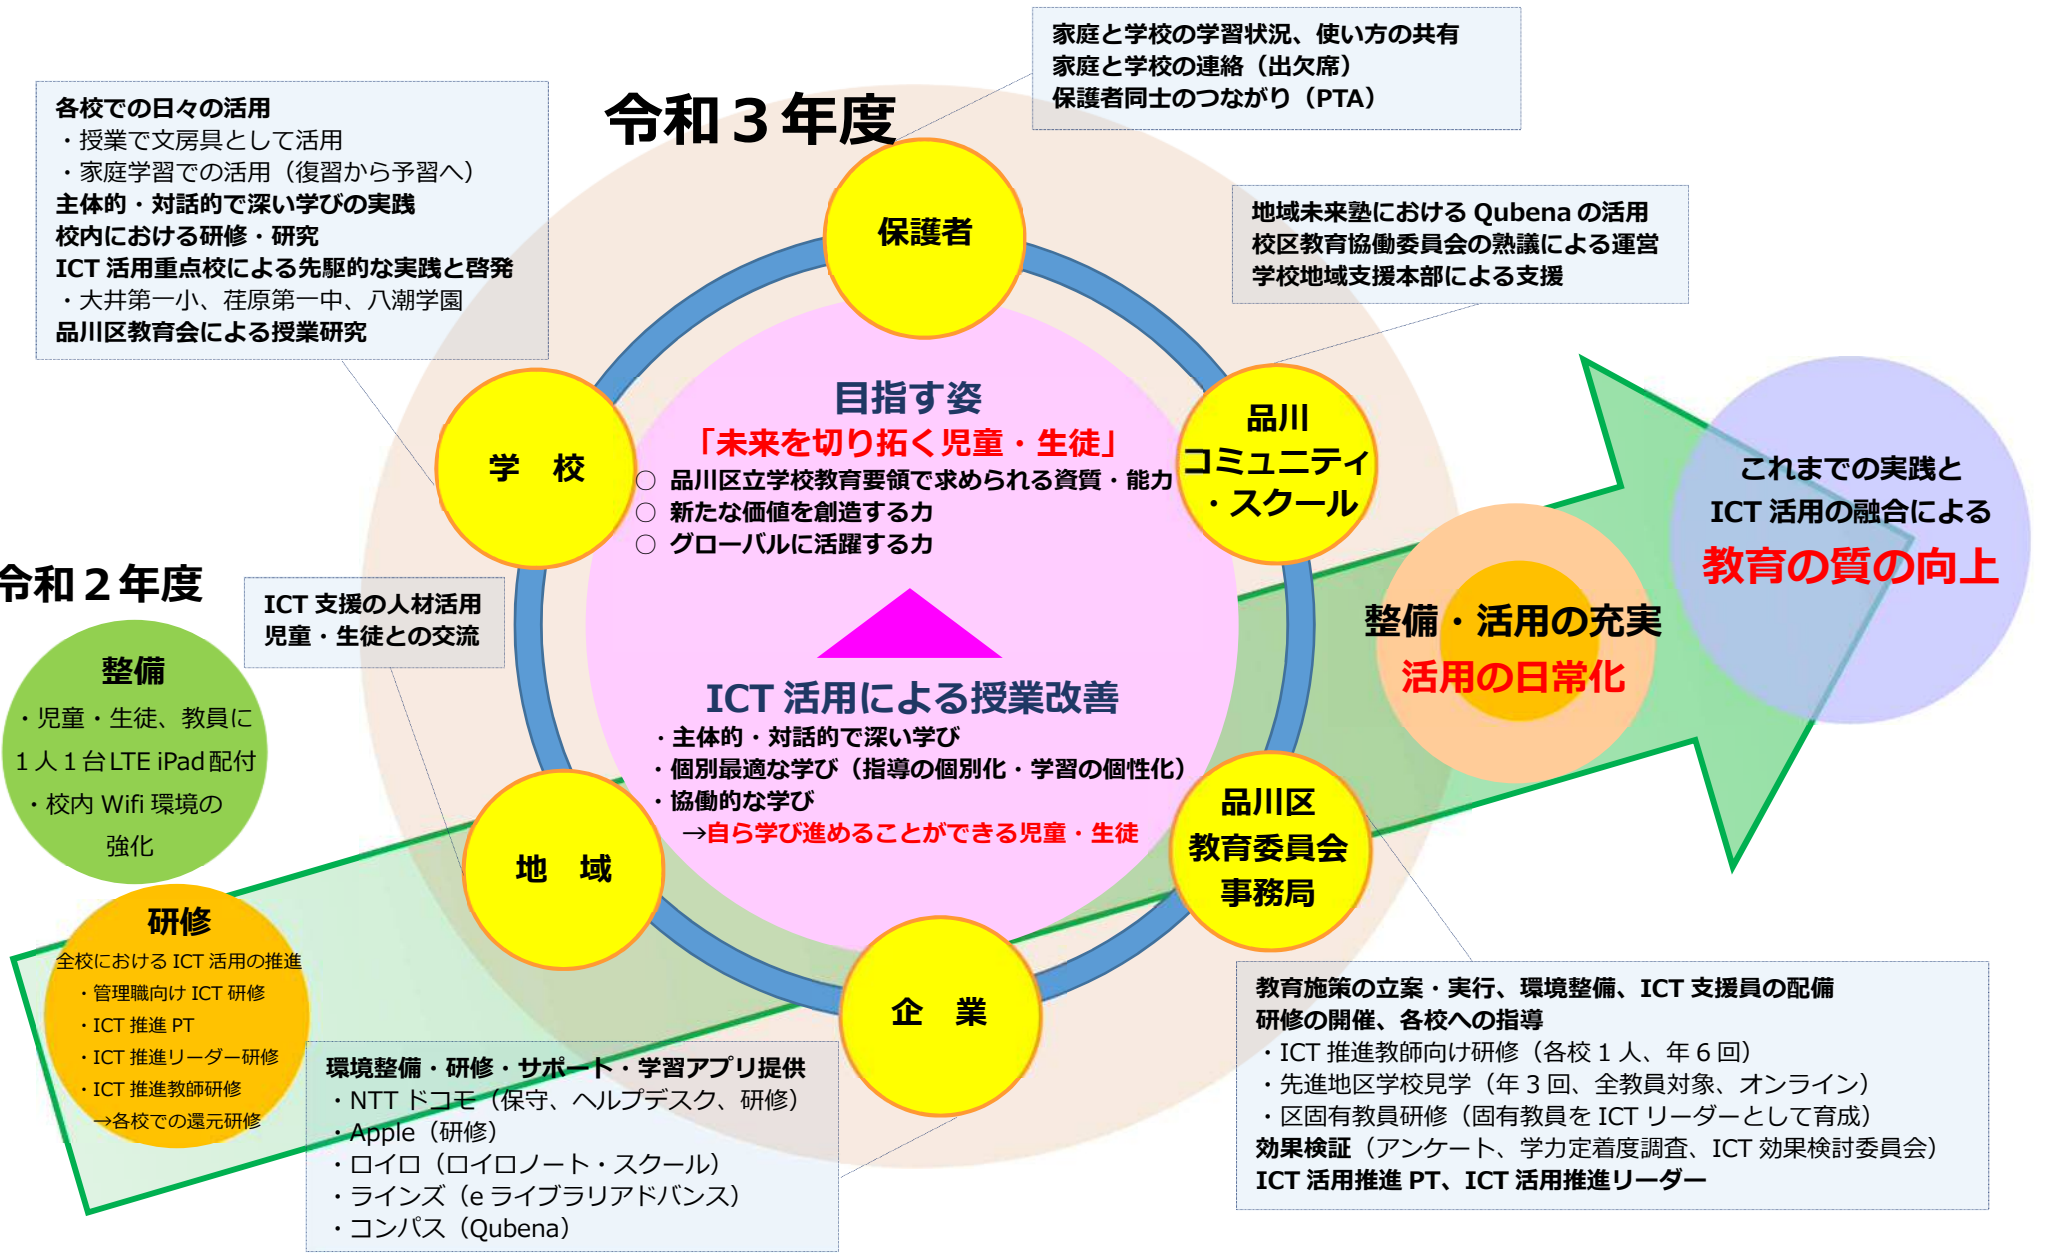 家庭と学校の学習状況、使い方の共有
家庭と学校の連絡（出欠席）
保護者同士のつながり（PTA）
令和３年度
各校での日々の活用
・授業で文房具として活用
・家庭学習での活用（復習から予習へ）
主体的・対話的で深い学びの実践
校内における研修・研究
ICT 活用重点校による先駆的な実践と啓発
・大井第一小、荏原第一中、八潮学園
品川区教育会による授業研究
保護者
地域未来塾における Qubena の活用
校区教育協働委員会の熟議による運営
学校地域支援本部による支援
学　校
目指す姿
「未来を切り拓く児童・生徒」
○ 品川区立学校教育要領で求められる資質・能力
○ 新たな価値を創造する力
○ グローバルに活躍する力
品川
コミュニティ
・スクール
これまでの実践と
ICT 活用の融合による
教育の質の向上
整備・活用の充実
活用の日常化
令和２年度
整備
・児童・生徒、教員に
１人１台 LTE iPad 配付
・校内 Wifi 環境の
強化
ICT 支援の人材活用
児童・生徒との交流
ICT 活用による授業改善
・主体的・対話的で深い学び
・個別最適な学び（指導の個別化・学習の個性化）
・協働的な学び
→自ら学び進めることができる児童・生徒
地　域
品川区
教育委員会
事務局
企　業
研修
全校における ICT 活用の推進
・管理職向け ICT 研修
・ICT 推進 PT
・ICT 推進リーダー研修
・ICT 推進教師研修
→各校での還元研修
環境整備・研修・サポート・学習アプリ提供
・NTT ドコモ（保守、ヘルプデスク、研修）
・Apple（研修）
・ロイロ（ロイロノート・スクール）
・ラインズ（e ライブラリアドバンス）
・コンパス（Qubena）
教育施策の立案・実行、環境整備、ICT 支援員の配備
研修の開催、各校への指導
・ICT 推進教師向け研修（各校 1 人、年 6 回）
・先進地区学校見学（年 3 回、全教員対象、オンライン）
・区固有教員研修（固有教員を ICT リーダーとして育成）
効果検証（アンケート、学力定着度調査、ICT 効果検討委員会）
ICT 活用推進 PT、ICT 活用推進リーダー